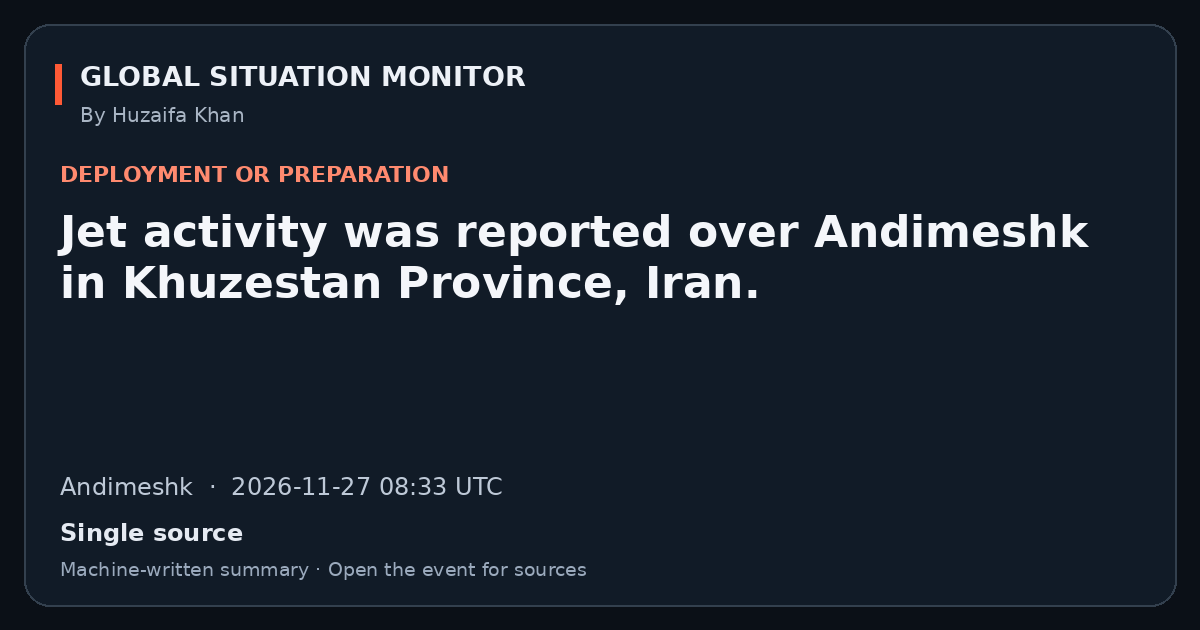 GLOBAL SITUATION MONITOR
By Huzaifa Khan
DEPLOYMENT OR PREPARATION
Jet activity was reported over Andimeshk
in Khuzestan Province, Iran.
Andimeshk · 2026-11-27 08:33 UTC
Single source
Machine-written summary · Open the event for sources